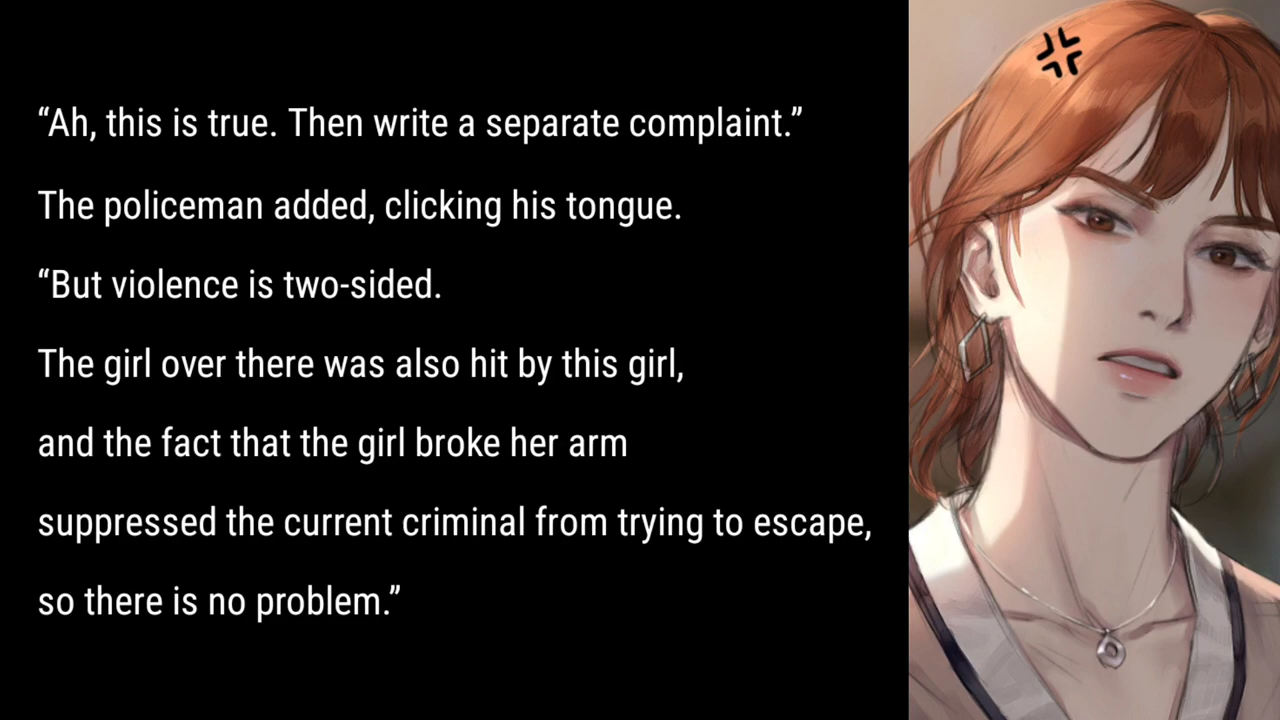 “Ah, this is true. Then write a separate complaint.”
The policeman added, clicking his tongue.
“But violence is two-sided.
The girl over there was also hit by this girl,
and the fact that the girl broke her arm
suppressed the current criminal from trying to escape,
so there is no problem.”